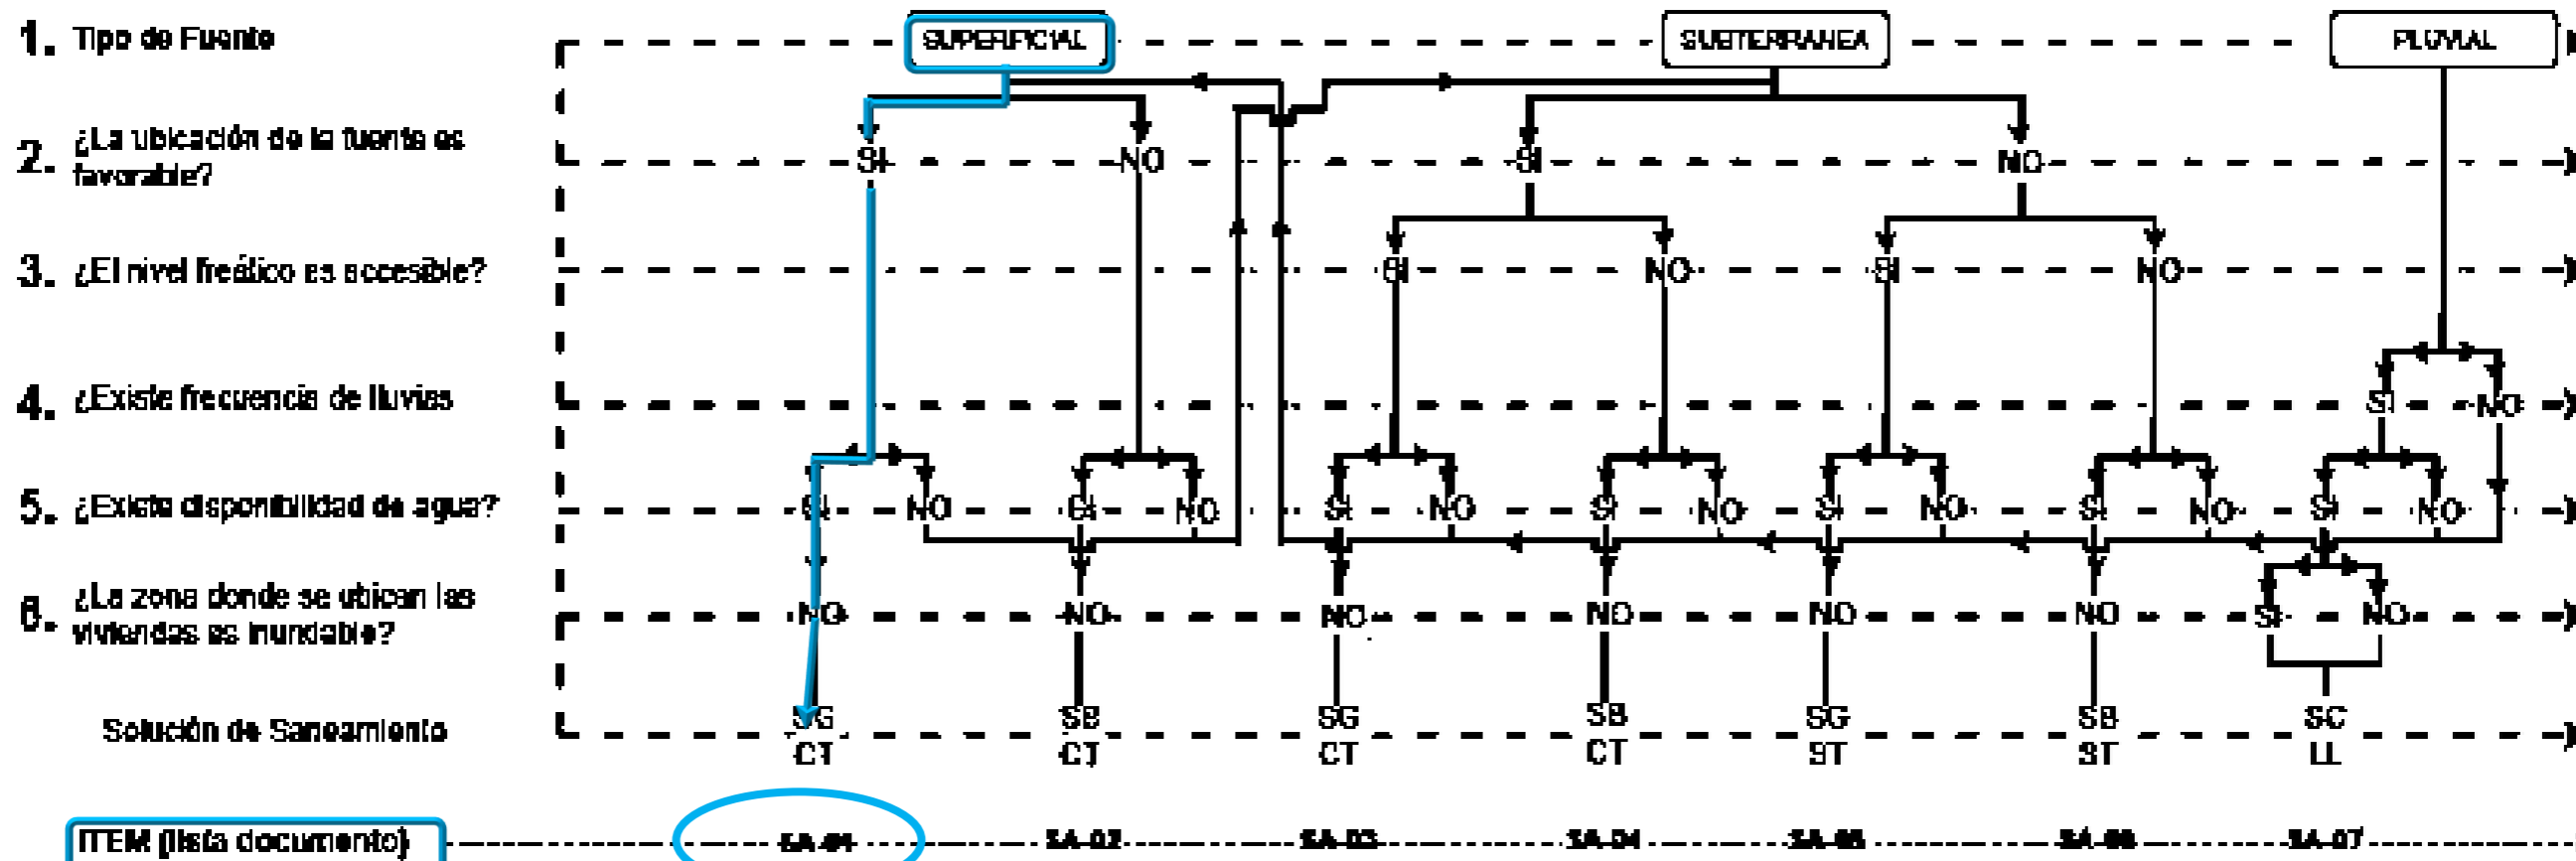 1. Tipo de Fuente
SUPERFICIAL SUBTERRANEA PLUVIAL
2. ¿La ubicación de la fuente es
favorable?
SI NO SI NO
3. ¿El nivel freático es accesible?
SI NO SI NO
4. ¿Existe frecuencia de lluvias
SI NO
5. ¿Existe disponibilidad de agua?
SI NO SI NO SI NO SI NO SI NO SI NO SI NO
6. ¿La zona donde se ubican las
viviendas es inundable?
NO NO NO NO NO NO SI NO
Solución de Saneamiento
SG SB SG SB SG SB SC
CT CT CT CT ST ST LL
ITEM (lista documento)
SA-01 SA-02 SA-03 SA-04 SA-05 SA-06 SA-07